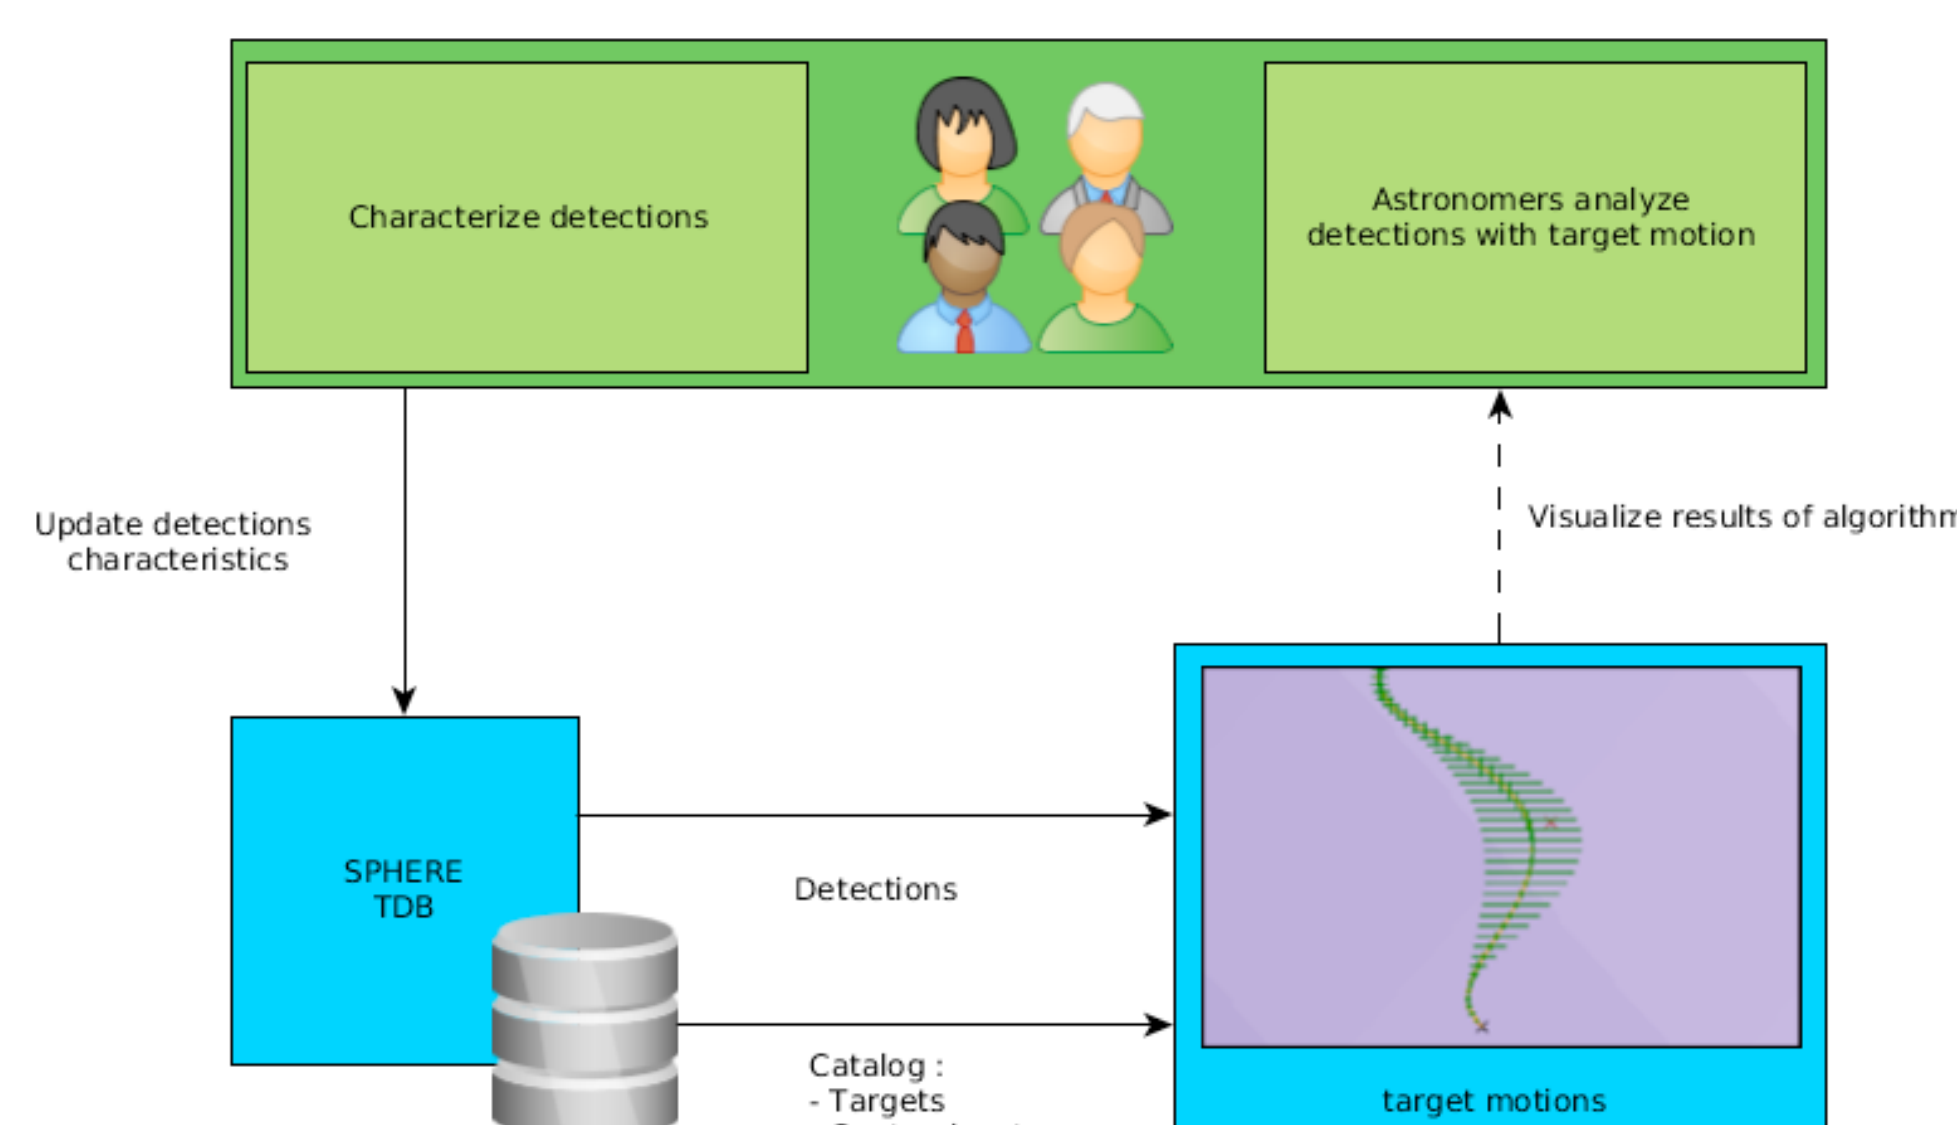 Characterize detections
Astronomers analyze
detections with target motion
Update detections
characteristics
Visualize results of
SPHERE
TDB
Detections
Catalog :
- Targets
target motions